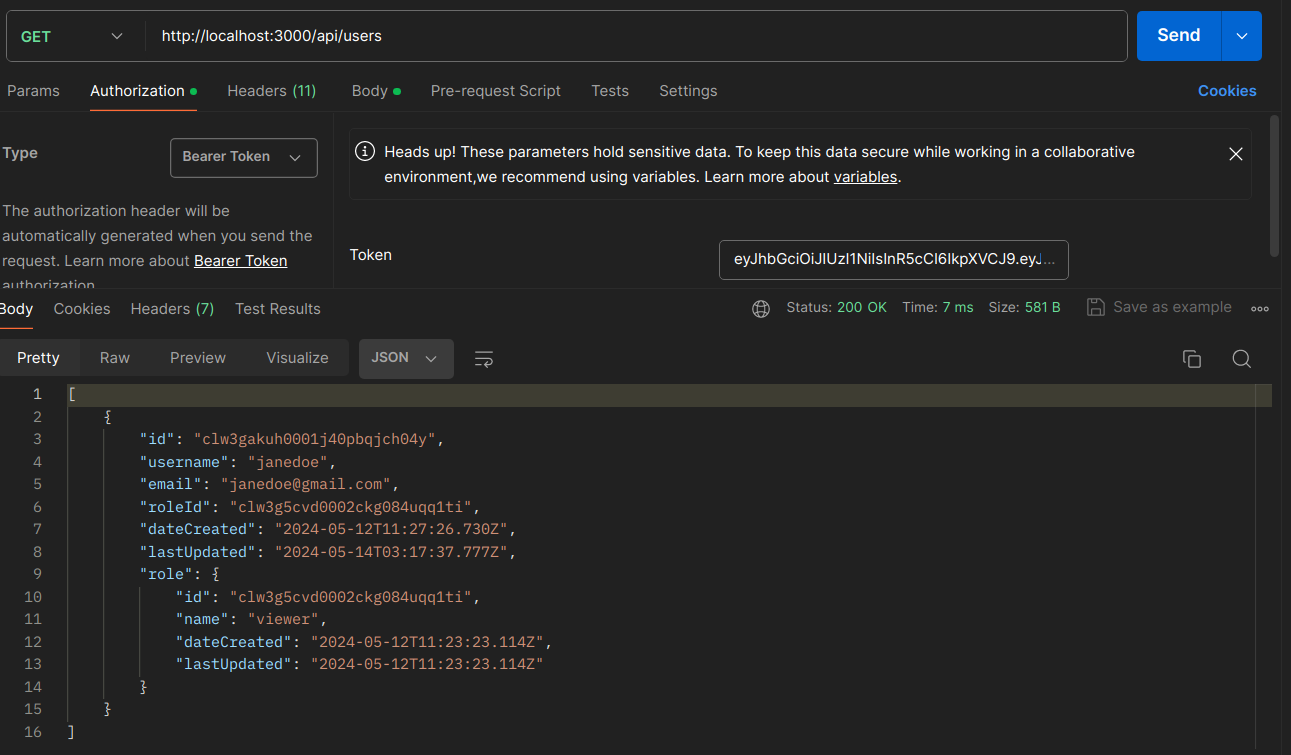 GET http://localhost:3000/api/users Send
Params Authorization Headers (11) Body Pre-request Script Tests Settings Cookies
Type Bearer Token
The authorization header will be
automatically generated when you send the
request. Learn more about Bearer Token
authorization.
Heads up! These parameters hold sensitive data. To keep this data secure while working in a collaborative
environment,we recommend using variables. Learn more about variables.
Token eyJhbGciOiJIUzI1NiIsInR5cCI6IkpXVCJ9.eyJ...
Body Cookies Headers (7) Test Results Status: 200 OK Time: 7 ms Size: 581 B Save as example
Pretty Raw Preview Visualize JSON
1 [
2 {
3 "id": "clw3gakuh0001j40pbqjch04y",
4 "username": "janedoe",
5 "email": "janedoe@gmail.com",
6 "roleId": "clw3g5cvd0002ckg084uqq1ti",
7 "dateCreated": "2024-05-12T11:27:26.730Z",
8 "lastUpdated": "2024-05-14T03:17:37.777Z",
9 "role": {
10 "id": "clw3g5cvd0002ckg084uqq1ti",
11 "name": "viewer",
12 "dateCreated": "2024-05-12T11:23:23.114Z",
13 "lastUpdated": "2024-05-12T11:23:23.114Z"
14 }
15 }
16 ]